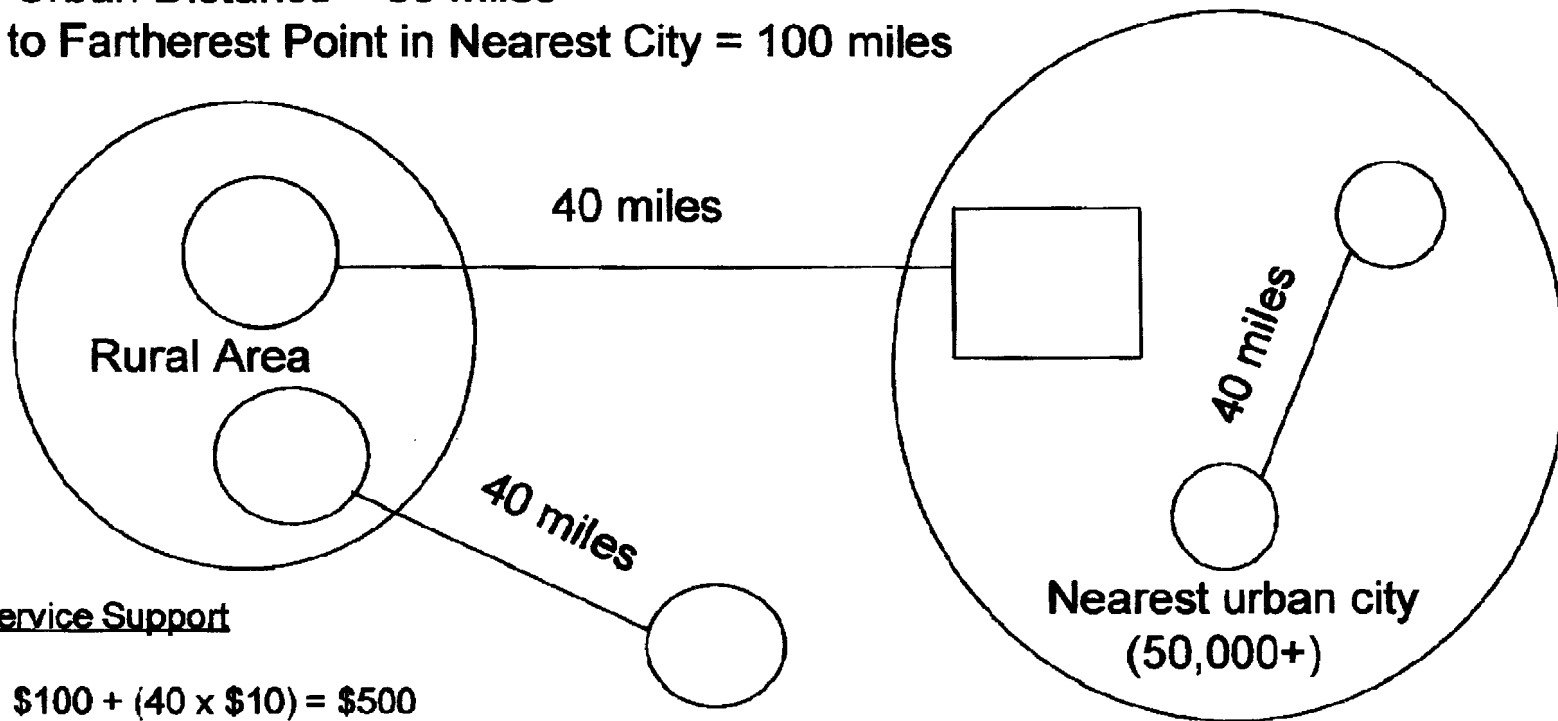 to Fartherest Point in Nearest City = 100 miles
40 miles
Rural Area
40 miles
40 miles
Nearest urban city
(50,000+)
Support
$100 + (40 x $10) = $500